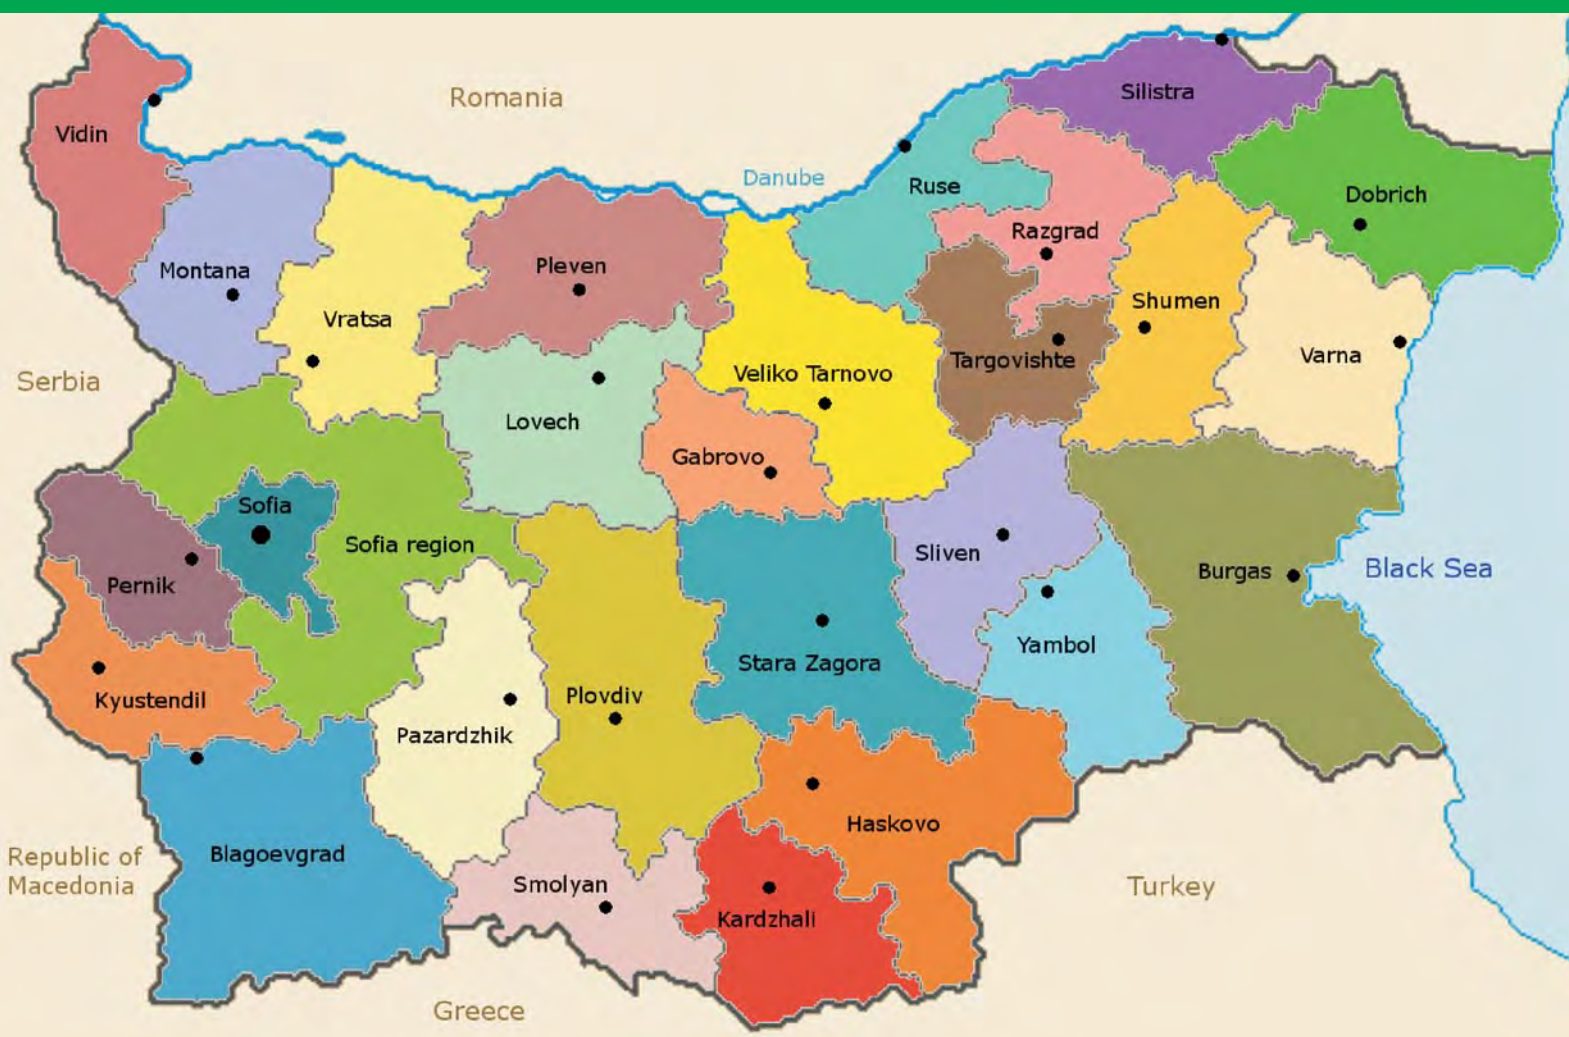 Romania
Silistra
Vidin
Danube
Ruse
Dobrich
Razgrad
Montana
Pleven
Shumen
Vratsa
Varna
Targovishte
Veliko Tarnovo
Serbia
Lovech
Gabrovo
Sofia
Sofia region
Sliven
Burgas
Black Sea
Pernik
Yambol
Stara Zagora
Kyustendil
Plovdiv
Pazardzhik
Haskovo
Blagoevgrad
Republic of
Macedonia
Smolyan
Turkey
Kardzhali
Greece